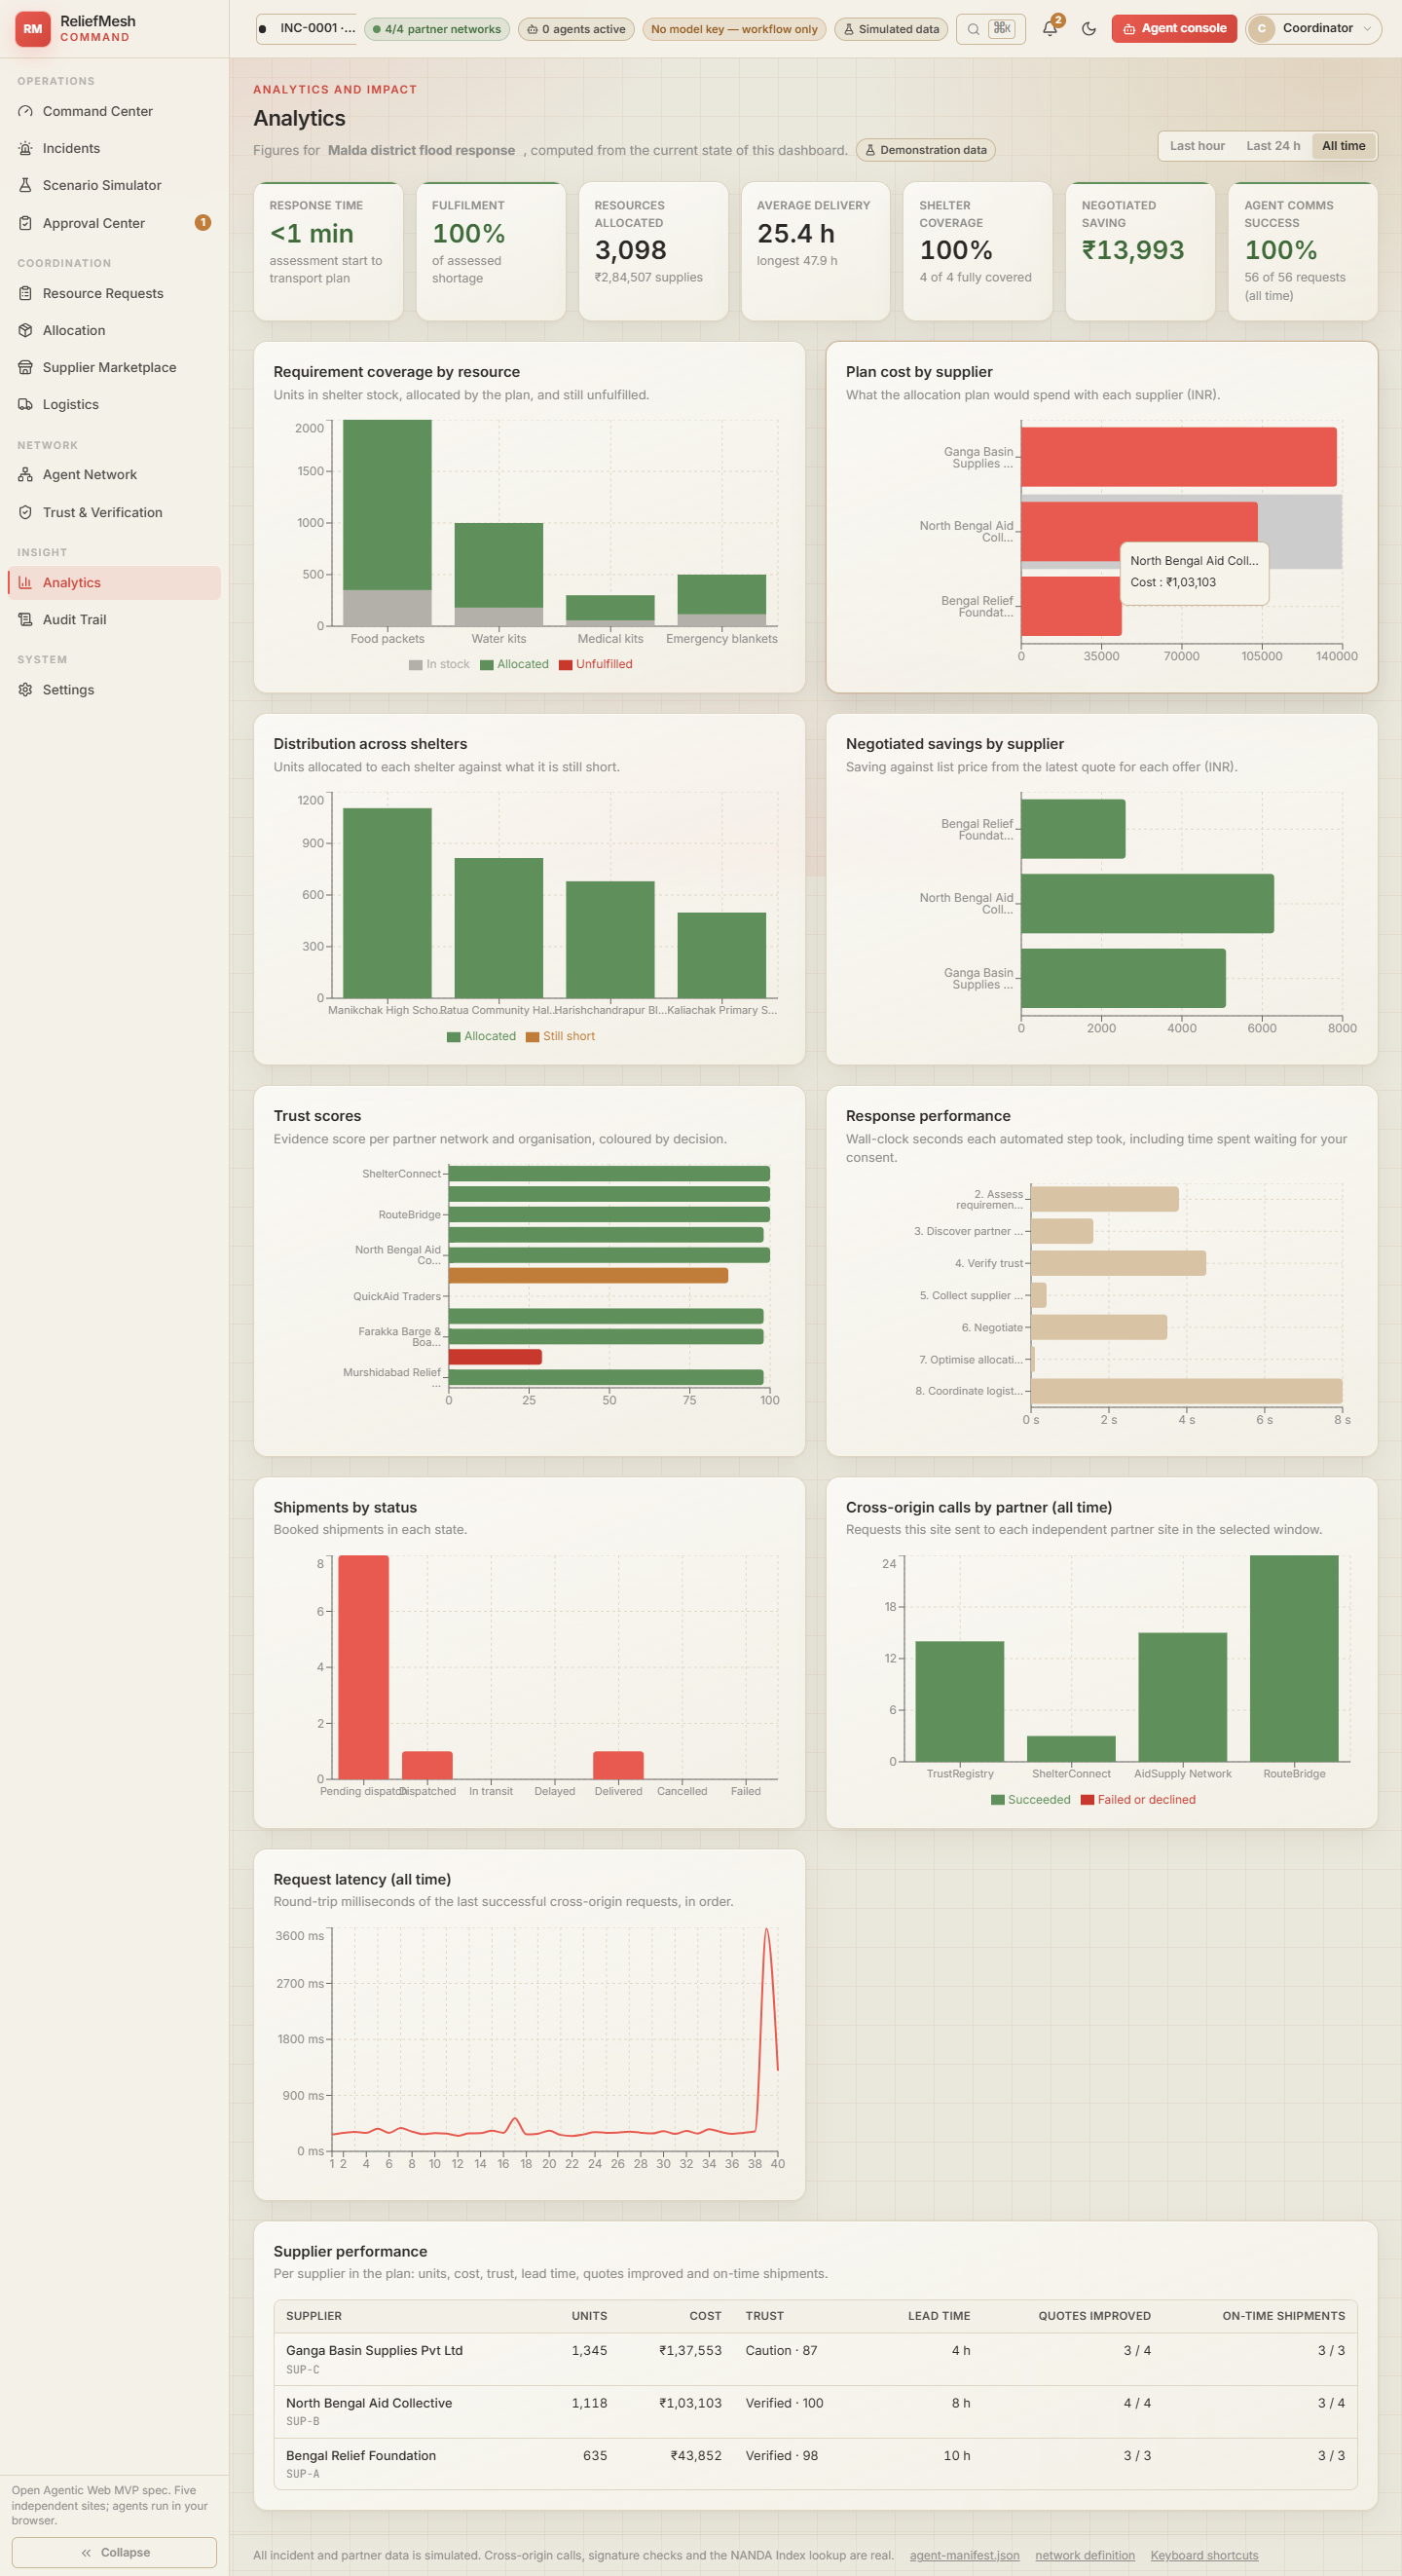 RM
ReliefMesh
COMMAND
INC-0001 ·...
4/4 partner networks
0 agents active
No model key — workflow only
Simulated data
⌘K
2
Agent console
C
Coordinator
OPERATIONS
Command Center
Incidents
Scenario Simulator
Approval Center
1
COORDINATION
Resource Requests
Allocation
Supplier Marketplace
Logistics
NETWORK
Agent Network
Trust & Verification
INSIGHT
Analytics
Audit Trail
SYSTEM
Settings
Open Agentic Web MVP spec. Five
independent sites; agents run in your
browser.
Collapse
ANALYTICS AND IMPACT
Analytics
Figures for Malda district flood response , computed from the current state of this dashboard.
Demonstration data
Last hour
Last 24 h
All time
RESPONSE TIME
<1 min
assessment start to
transport plan
FULFILMENT
100%
of assessed
shortage
RESOURCES
ALLOCATED
3,098
₹2,84,507 supplies
AVERAGE DELIVERY
25.4 h
longest 47.9 h
SHELTER
COVERAGE
100%
4 of 4 fully covered
NEGOTIATED
SAVING
₹13,993
AGENT COMMS
SUCCESS
100%
56 of 56 requests
(all time)
Requirement coverage by resource
Units in shelter stock, allocated by the plan, and still unfulfilled.
2000
1500
1000
500
0
Food packets
Water kits
Medical kits
Emergency blankets
In stock
Allocated
Unfulfilled
Plan cost by supplier
What the allocation plan would spend with each supplier (INR).
Ganga Basin
Supplies ...
North Bengal Aid
Coll...
Bengal Relief
Foundat...
North Bengal Aid Coll...
Cost : ₹1,03,103
0
35000
70000
105000
140000
Distribution across shelters
Units allocated to each shelter against what it is still short.
1200
900
600
300
0
Manikchak High Scho...
Ratua Community Hal...
Harishchandrapur Bl...
Kaliachak Primary S...
Allocated
Still short
Negotiated savings by supplier
Saving against list price from the latest quote for each offer (INR).
Bengal Relief
Foundat...
North Bengal Aid
Coll...
Ganga Basin
Supplies ...
0
2000
4000
6000
8000
Trust scores
Evidence score per partner network and organisation, coloured by decision.
ShelterConnect
RouteBridge
North Bengal Aid
Co...
QuickAid Traders
Farakka Barge &
Boa...
Murshidabad Relief
...
0
25
50
75
100
Response performance
Wall-clock seconds each automated step took, including time spent waiting for your
consent.
2. Assess
requiremen...
3. Discover partner ...
4. Verify trust
5. Collect supplier ...
6. Negotiate
7. Optimise allocati...
8. Coordinate logist...
0 s
2 s
4 s
6 s
8 s
Shipments by status
Booked shipments in each state.
8
6
4
2
0
Pending dispatch
Dispatched
In transit
Delayed
Delivered
Cancelled
Failed
Cross-origin calls by partner (all time)
Requests this site sent to each independent partner site in the selected window.
24
18
12
6
0
TrustRegistry
ShelterConnect
AidSupply Network
RouteBridge
Succeeded
Failed or declined
Request latency (all time)
Round-trip milliseconds of the last successful cross-origin requests, in order.
3600 ms
2700 ms
1800 ms
900 ms
0 ms
1 2 4 6 8 10 12 14 16 18 20 22 24 26 28 30 32 34 36 38 40
Supplier performance
Per supplier in the plan: units, cost, trust, lead time, quotes improved and on-time shipments.
SUPPLIER UNITS COST TRUST LEAD TIME QUOTES IMPROVED ON-TIME SHIPMENTS
Ganga Basin Supplies Pvt Ltd 1,345 ₹1,37,553 Caution · 87 4 h 3 / 4 3 / 3
SUP-C
North Bengal Aid Collective 1,118 ₹1,03,103 Verified · 100 8 h 4 / 4 3 / 4
SUP-B
Bengal Relief Foundation 635 ₹43,852 Verified · 98 10 h 3 / 3 3 / 3
SUP-A
All incident and partner data is simulated. Cross-origin calls, signature checks and the NANDA Index lookup are real.
agent-manifest.json
network definition
Keyboard shortcuts